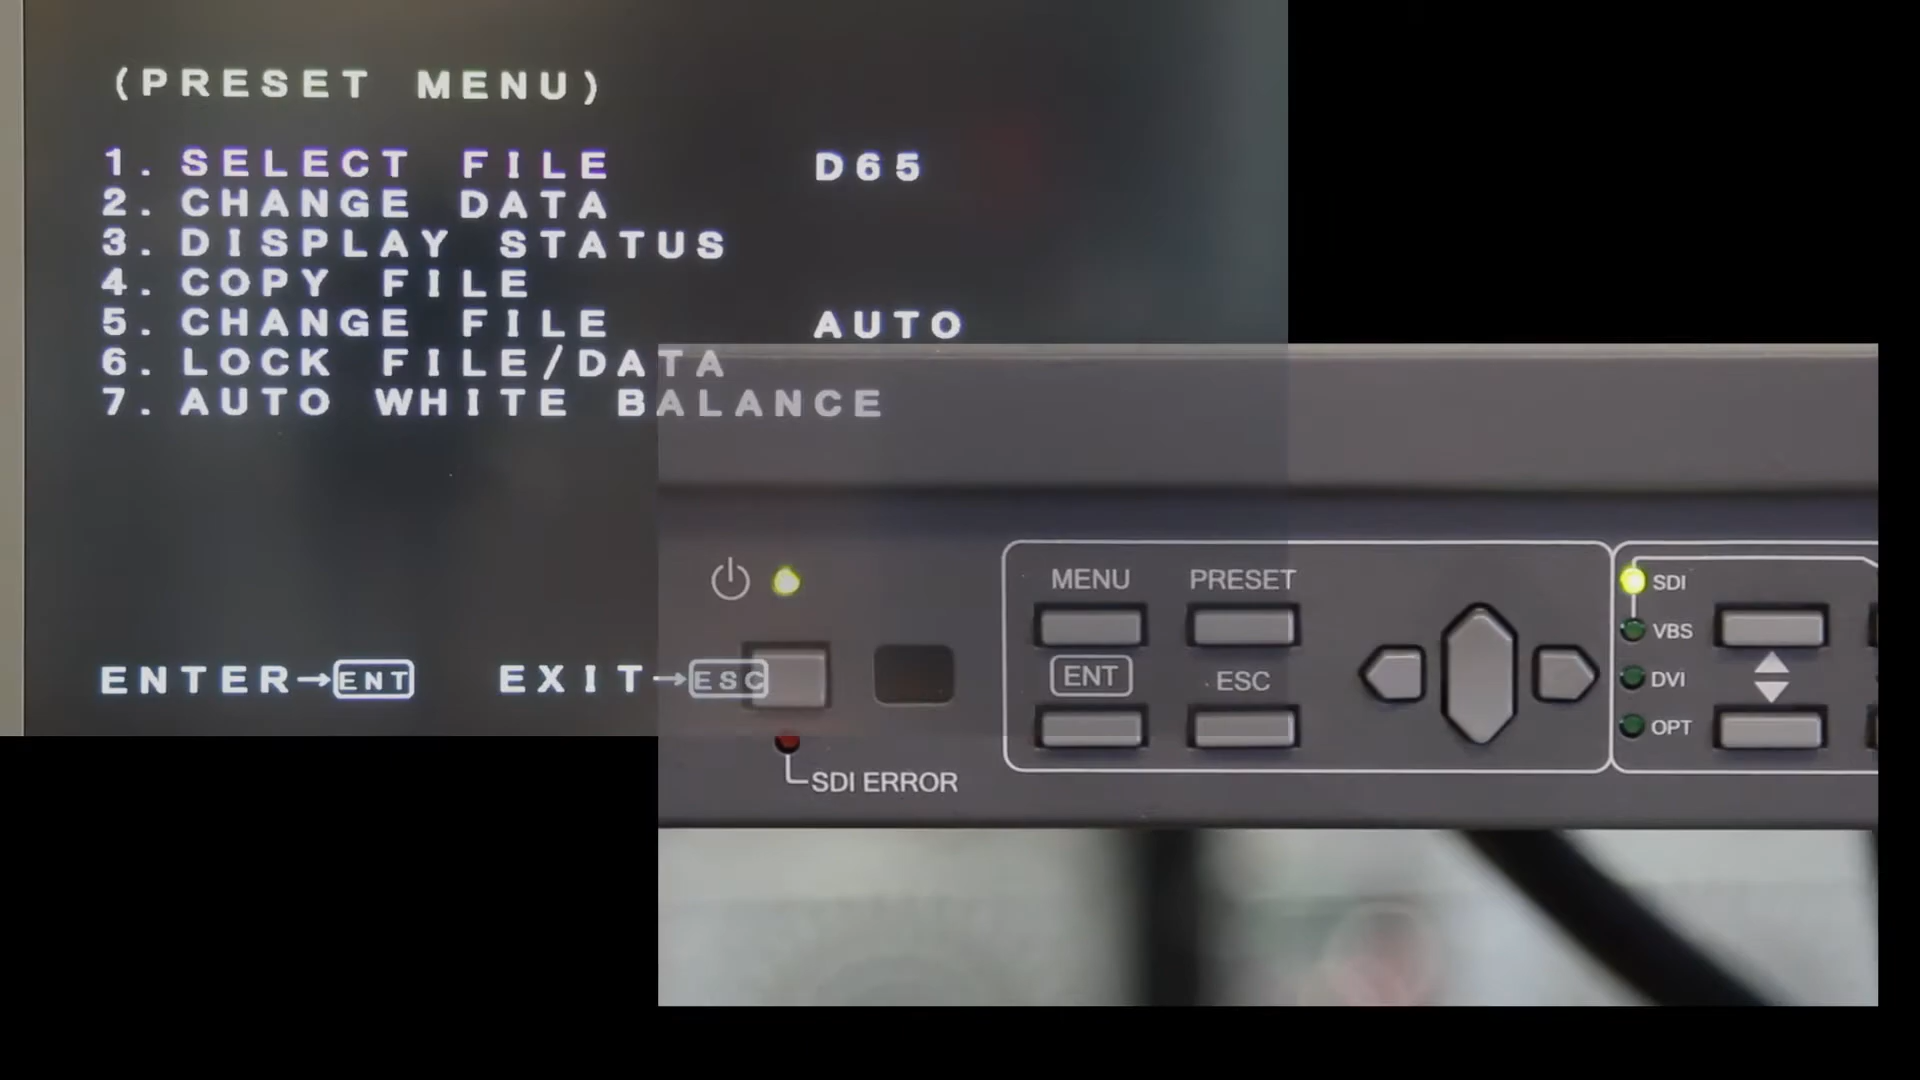 (PRESET MENU)
1. SELECT FILE D65
2. CHANGE DATA
3. DISPLAY STATUS
4. COPY FILE
5. CHANGE FILE AUTO
6. LOCK FILE/DATA
7. AUTO WHITE BALANCE
ENTER→ENT EXIT→ESC
MENU PRESET
ENT ESC
SDI ERROR
SDI
VBS
DVI
OPT